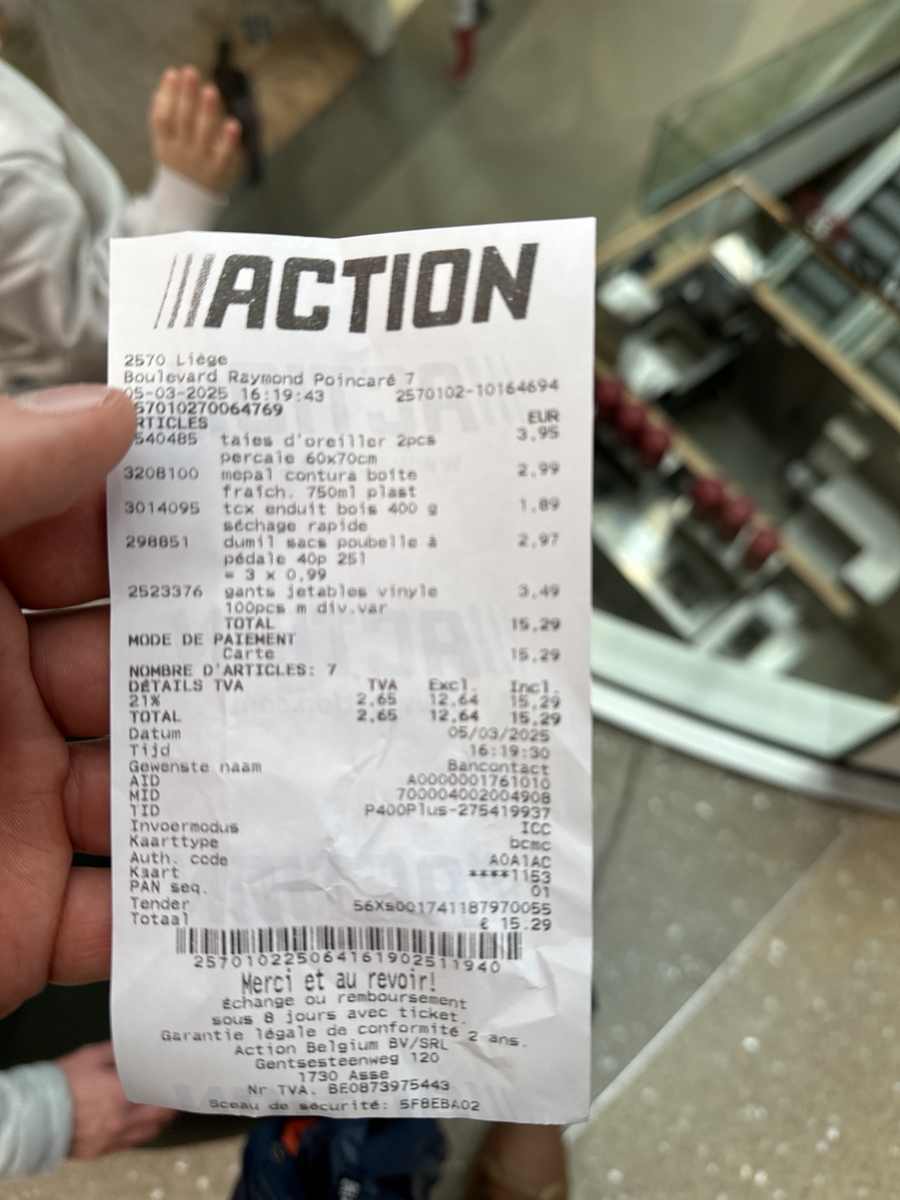 ACTION
2570 Liège
Boulevard Raymond Poincaré 7
05-03-2025 16:19:43 2570102-10164694
57010270064769
RTICLES EUR
540485 taies d'oreiller 2pcs 3,95
percale 60x70cm
3208100 mepal contura boîte 2,99
fraîch. 750ml plast
3014095 tcx enduit bois 400 g 1,89
séchage rapide
298851 dumil sacs poubelle à 2,97
pédale 40p 25l
= 3 x 0,99
2523376 gants jetables vinyle 3,49
100pcs m div.var
TOTAL 15,29
MODE DE PAIEMENT
Carte 15,29
NOMBRE D'ARTICLES: 7
DÉTAILS TVA TVA Excl. Incl.
21% 2,65 12,64 15,29
TOTAL 2,65 12,64 15,29
Datum 05/03/2025
Tijd 16:19:30
Gewenste naam Bancontact
AID A0000001761010
MID 700004002004908
TID P400Plus-275419937
Invoermodus ICC
Kaarttype bcmc
Auth. code A0A1AC
Kaart ****1153
PAN seq. 01
Tender 56Xs001741187970055
Totaal € 15.29
257010225064161902511940
Merci et au revoir!
Échange ou remboursement
sous 8 jours avec ticket.
Garantie légale de conformité 2 ans.
Action Belgium BV/SRL
Gentsesteenweg 120
1730 Asse
Nr TVA. BE0873975443
Sceau de sécurité: 5F8EBA02